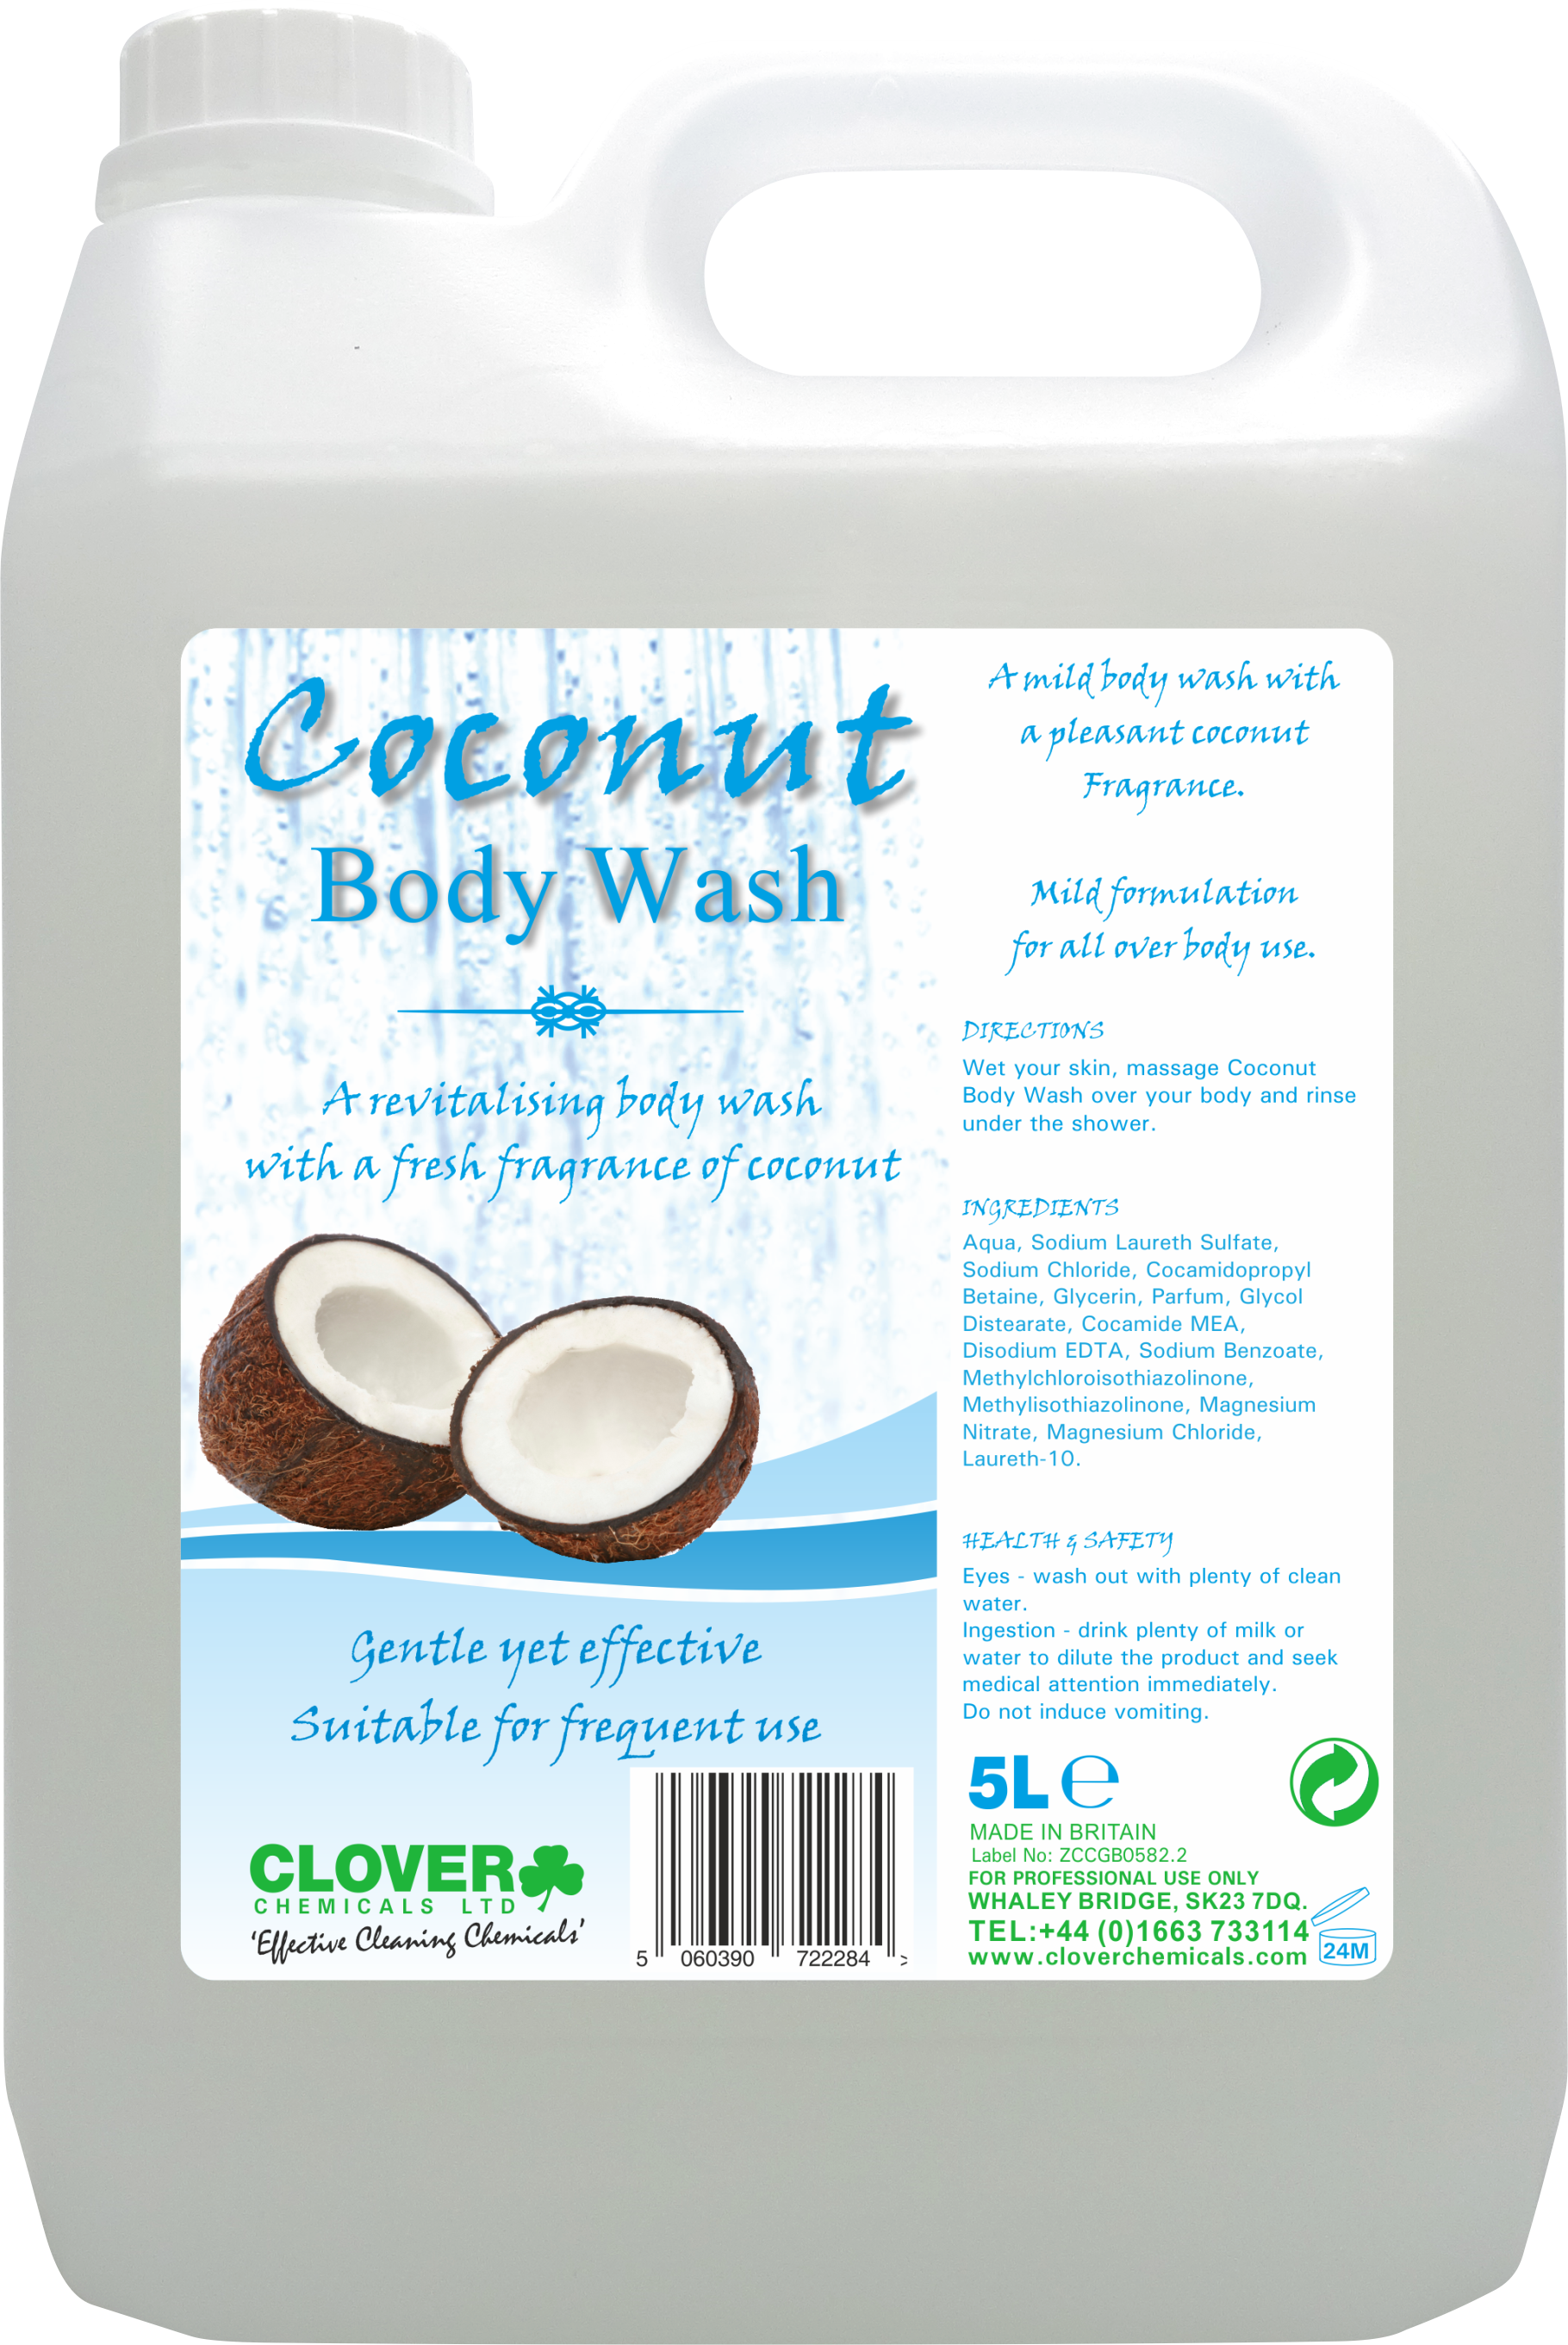 Coconut
Body Wash
A revitalising body wash
with a fresh fragrance of coconut
Gentle yet effective
Suitable for frequent use
CLOVER
CHEMICALS LTD
'Effective Cleaning Chemicals'
5 060390 722284 >
A mild body wash with
a pleasant coconut
Fragrance.
Mild formulation
for all over body use.
DIRECTIONS
Wet your skin, massage Coconut
Body Wash over your body and rinse
under the shower.
INGREDIENTS
Aqua, Sodium Laureth Sulfate,
Sodium Chloride, Cocamidopropyl
Betaine, Glycerin, Parfum, Glycol
Distearate, Cocamide MEA,
Disodium EDTA, Sodium Benzoate,
Methylchloroisothiazolinone,
Methylisothiazolinone, Magnesium
Nitrate, Magnesium Chloride,
Laureth-10.
HEALTH & SAFETY
Eyes - wash out with plenty of clean
water.
Ingestion - drink plenty of milk or
water to dilute the product and seek
medical attention immediately.
Do not induce vomiting.
5L ℮
MADE IN BRITAIN
Label No: ZCCGB0582.2
FOR PROFESSIONAL USE ONLY
WHALEY BRIDGE, SK23 7DQ.
TEL:+44 (0)1663 733114
www.cloverchemicals.com
24M